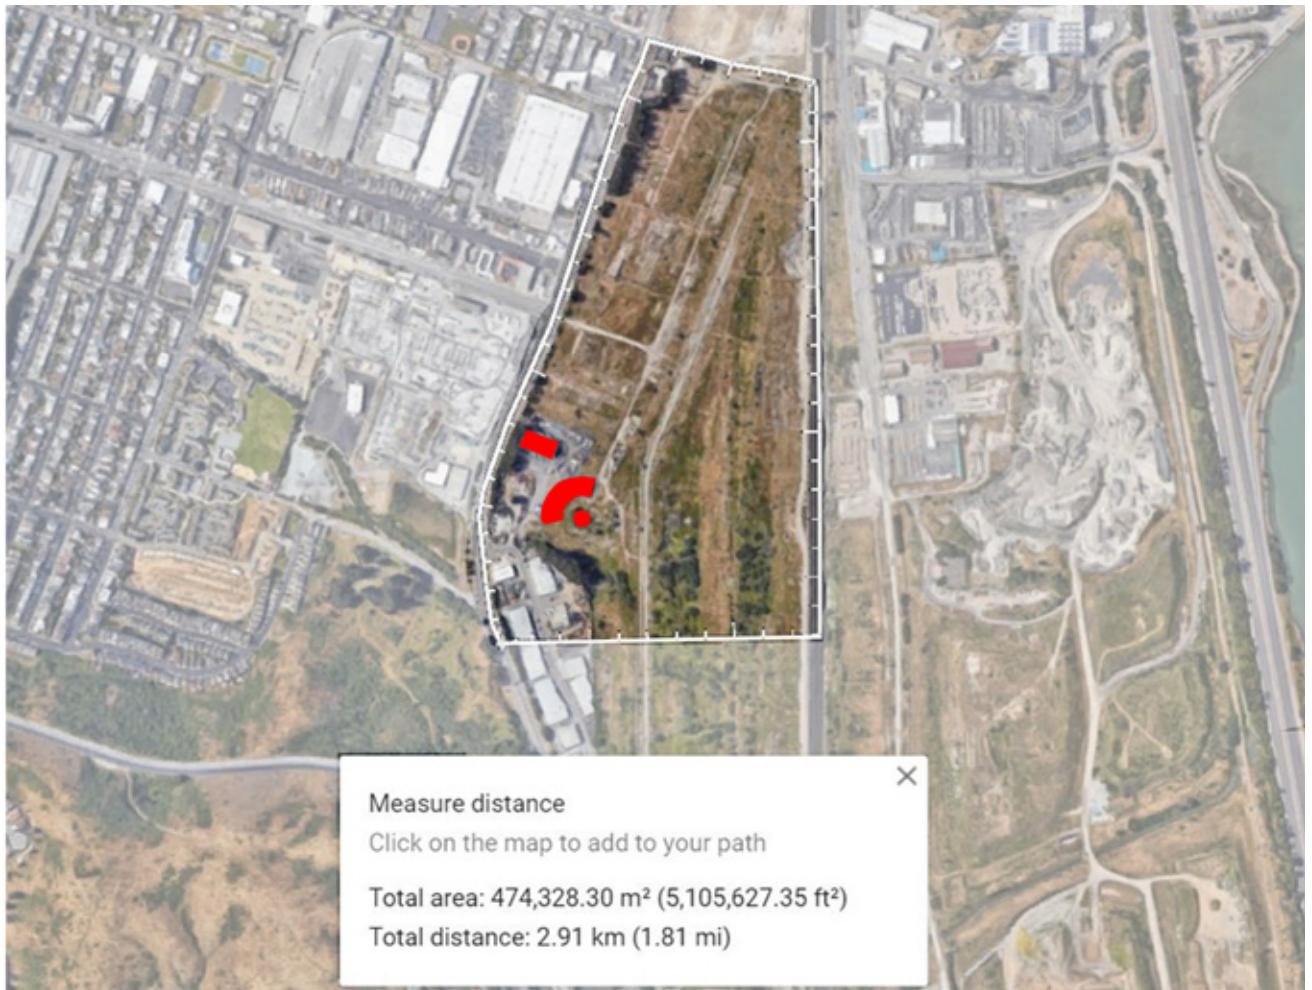 Measure distance
Click on the map to add to your path
Total area: 474,328.30 m² (5,105,627.35 ft²)
Total distance: 2.91 km (1.81 mi)